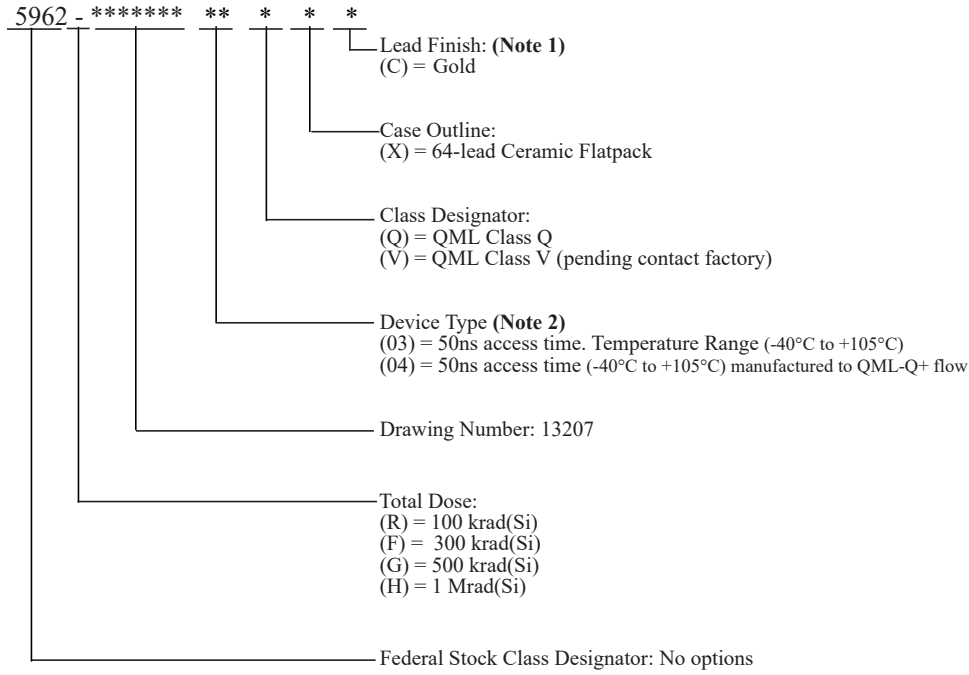 5962 - ******* ** * * *
Lead Finish: (Note 1)
(C) = Gold
Case Outline:
(X) = 64-lead Ceramic Flatpack
Class Designator:
(Q) = QML Class Q
(V) = QML Class V (pending contact factory)
Device Type (Note 2)
(03) = 50ns access time. Temperature Range (-40°C to +105°C)
(04) = 50ns access time (-40°C to +105°C) manufactured to QML-Q+ flow
Drawing Number: 13207
Total Dose:
(R) = 100 krad(Si)
(F) = 300 krad(Si)
(G) = 500 krad(Si)
(H) = 1 Mrad(Si)
Federal Stock Class Designator: No options